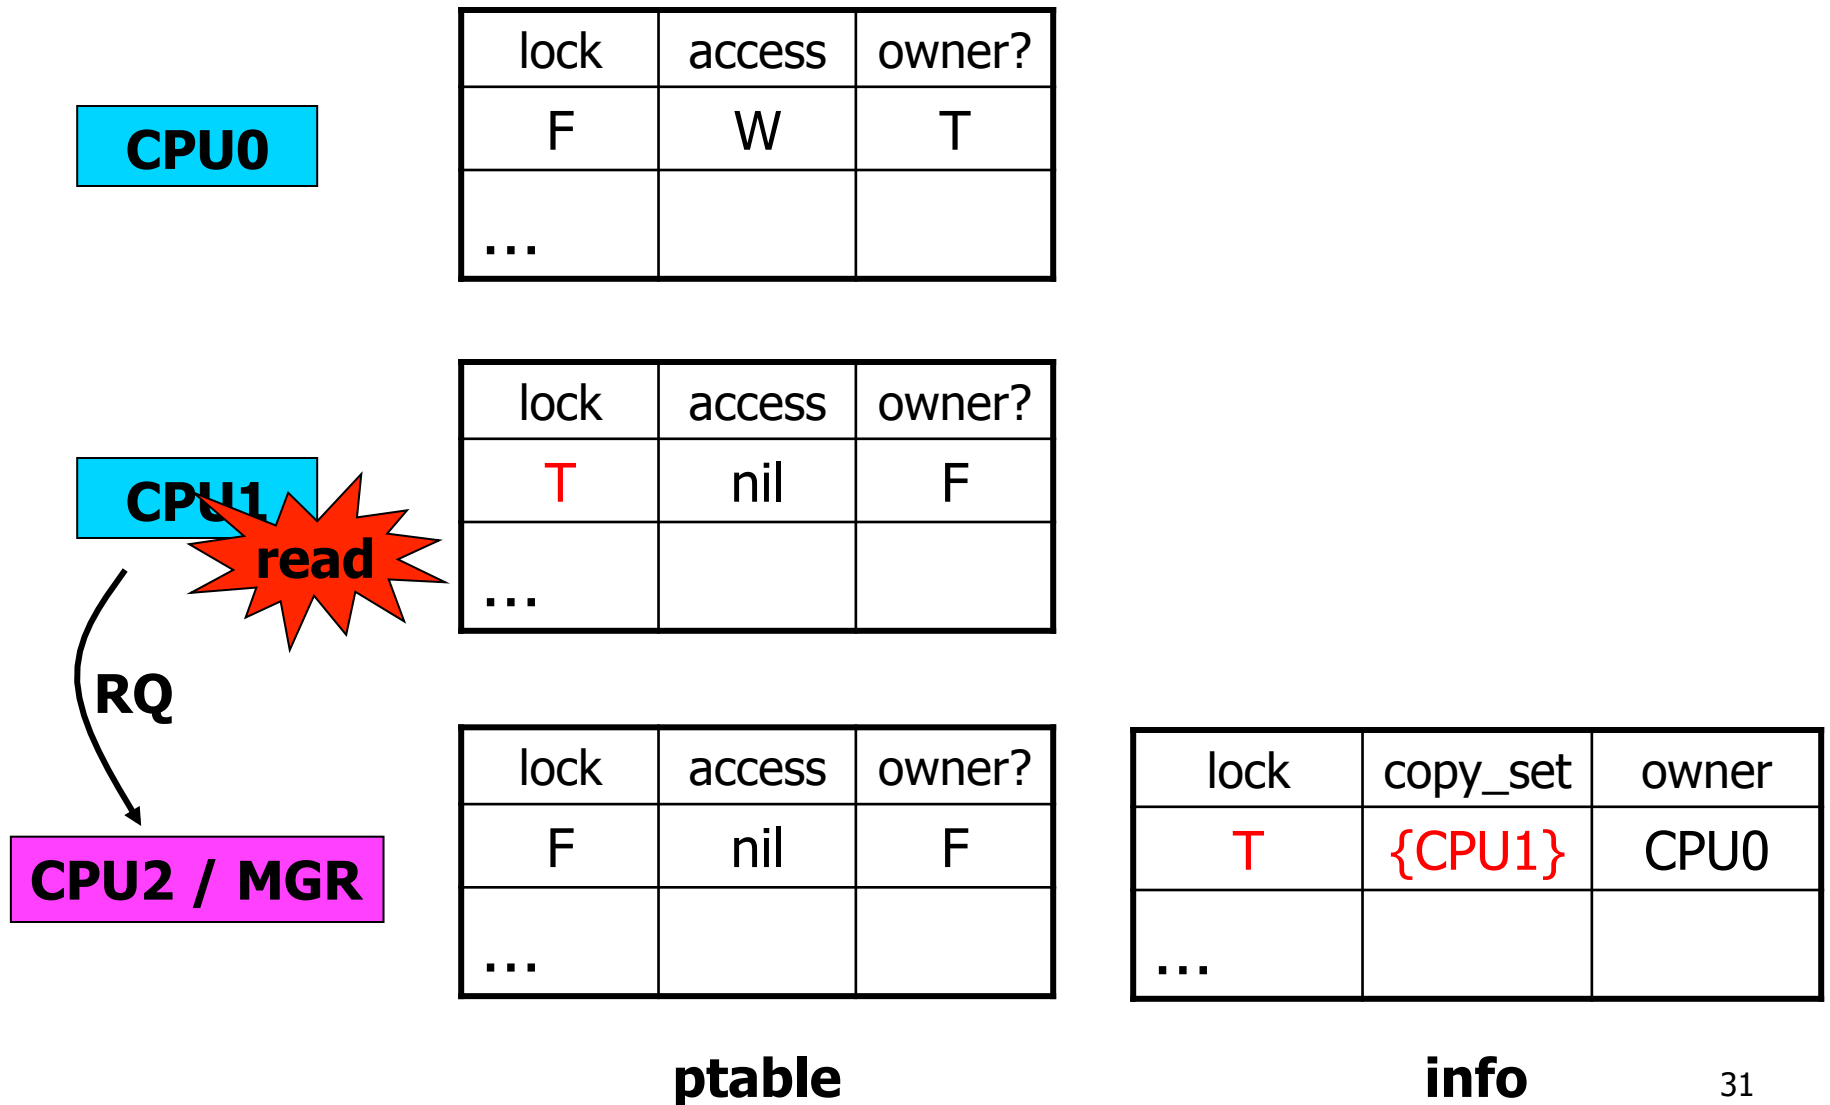 lock access owner?
CPU0 F W T
...
lock access owner?
CPU1 T nil F
read
...
RQ
lock access owner? lock copy_set owner
CPU2 / MGR F nil F T {CPU1} CPU0
... ...
ptable info 31